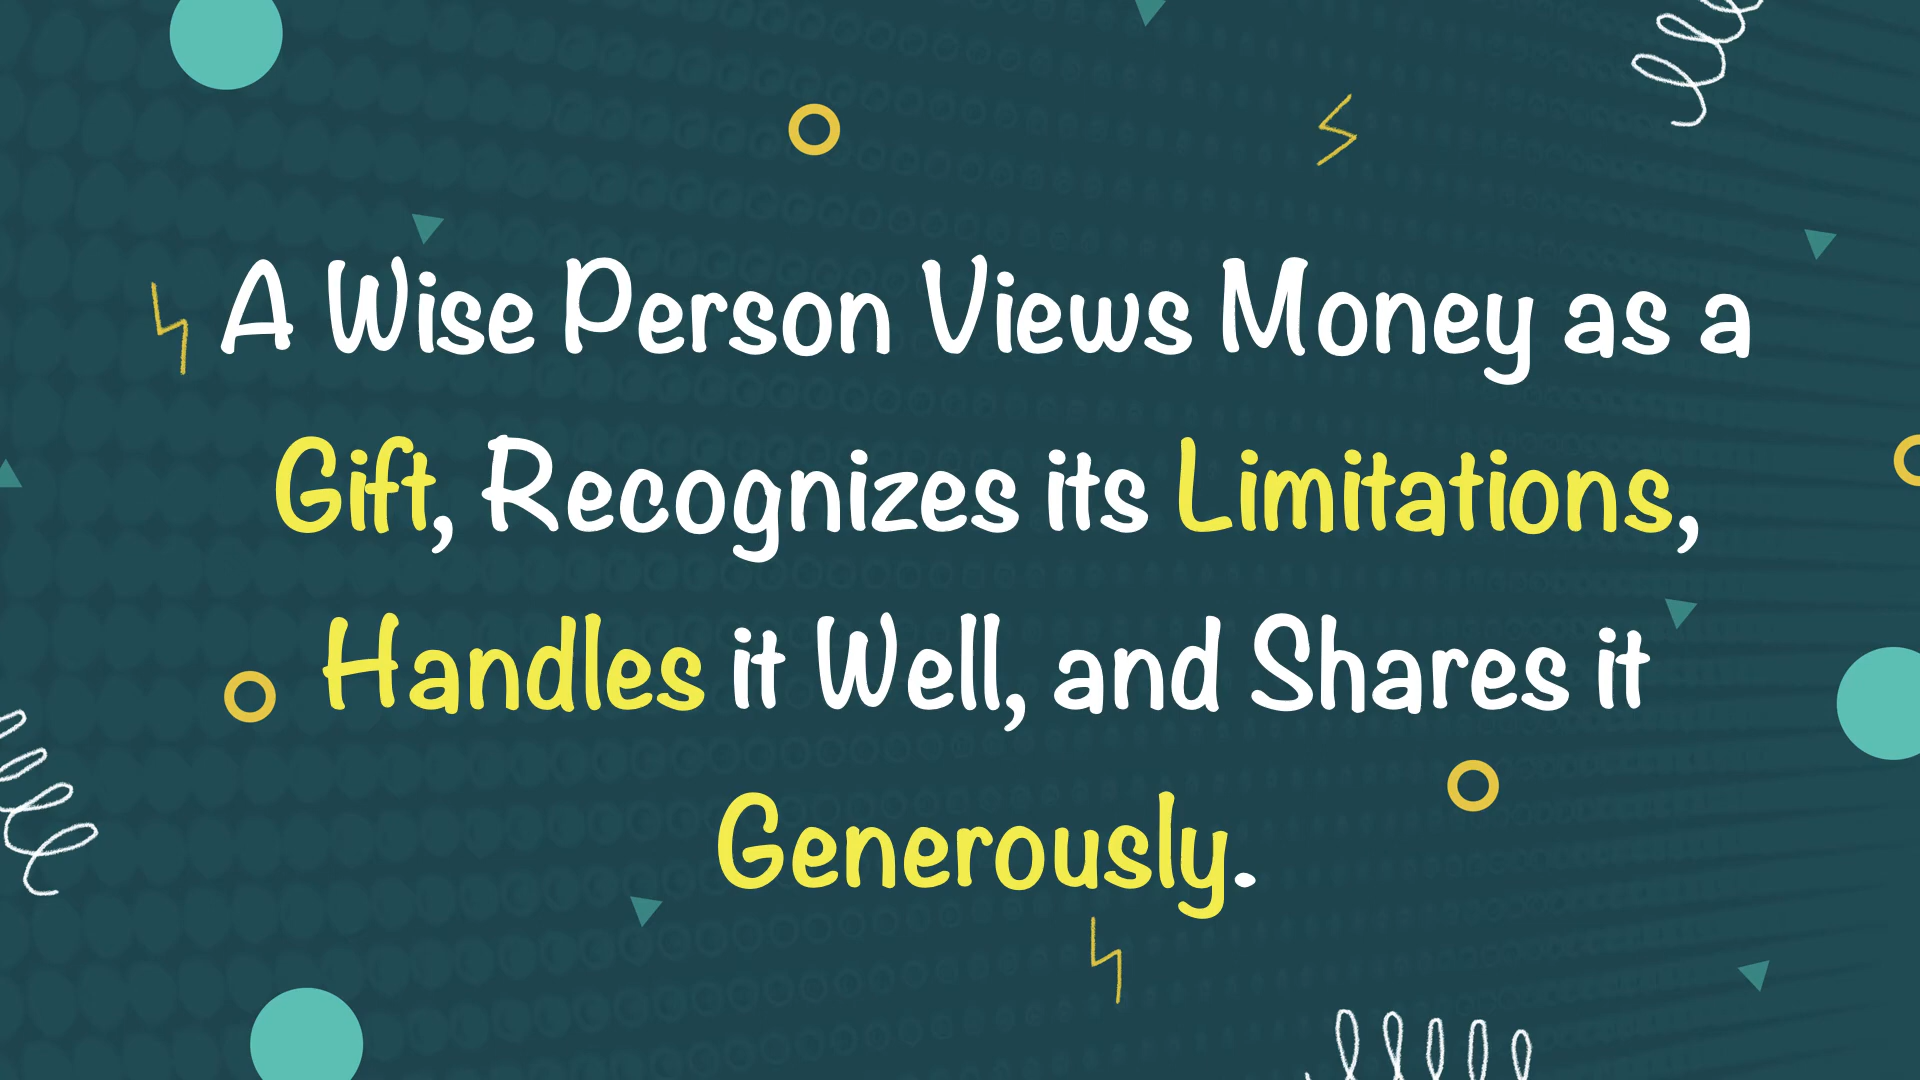 A Wise Person Views Money as a
Gift, Recognizes its Limitations,
Handles it Well, and Shares it
Generously.